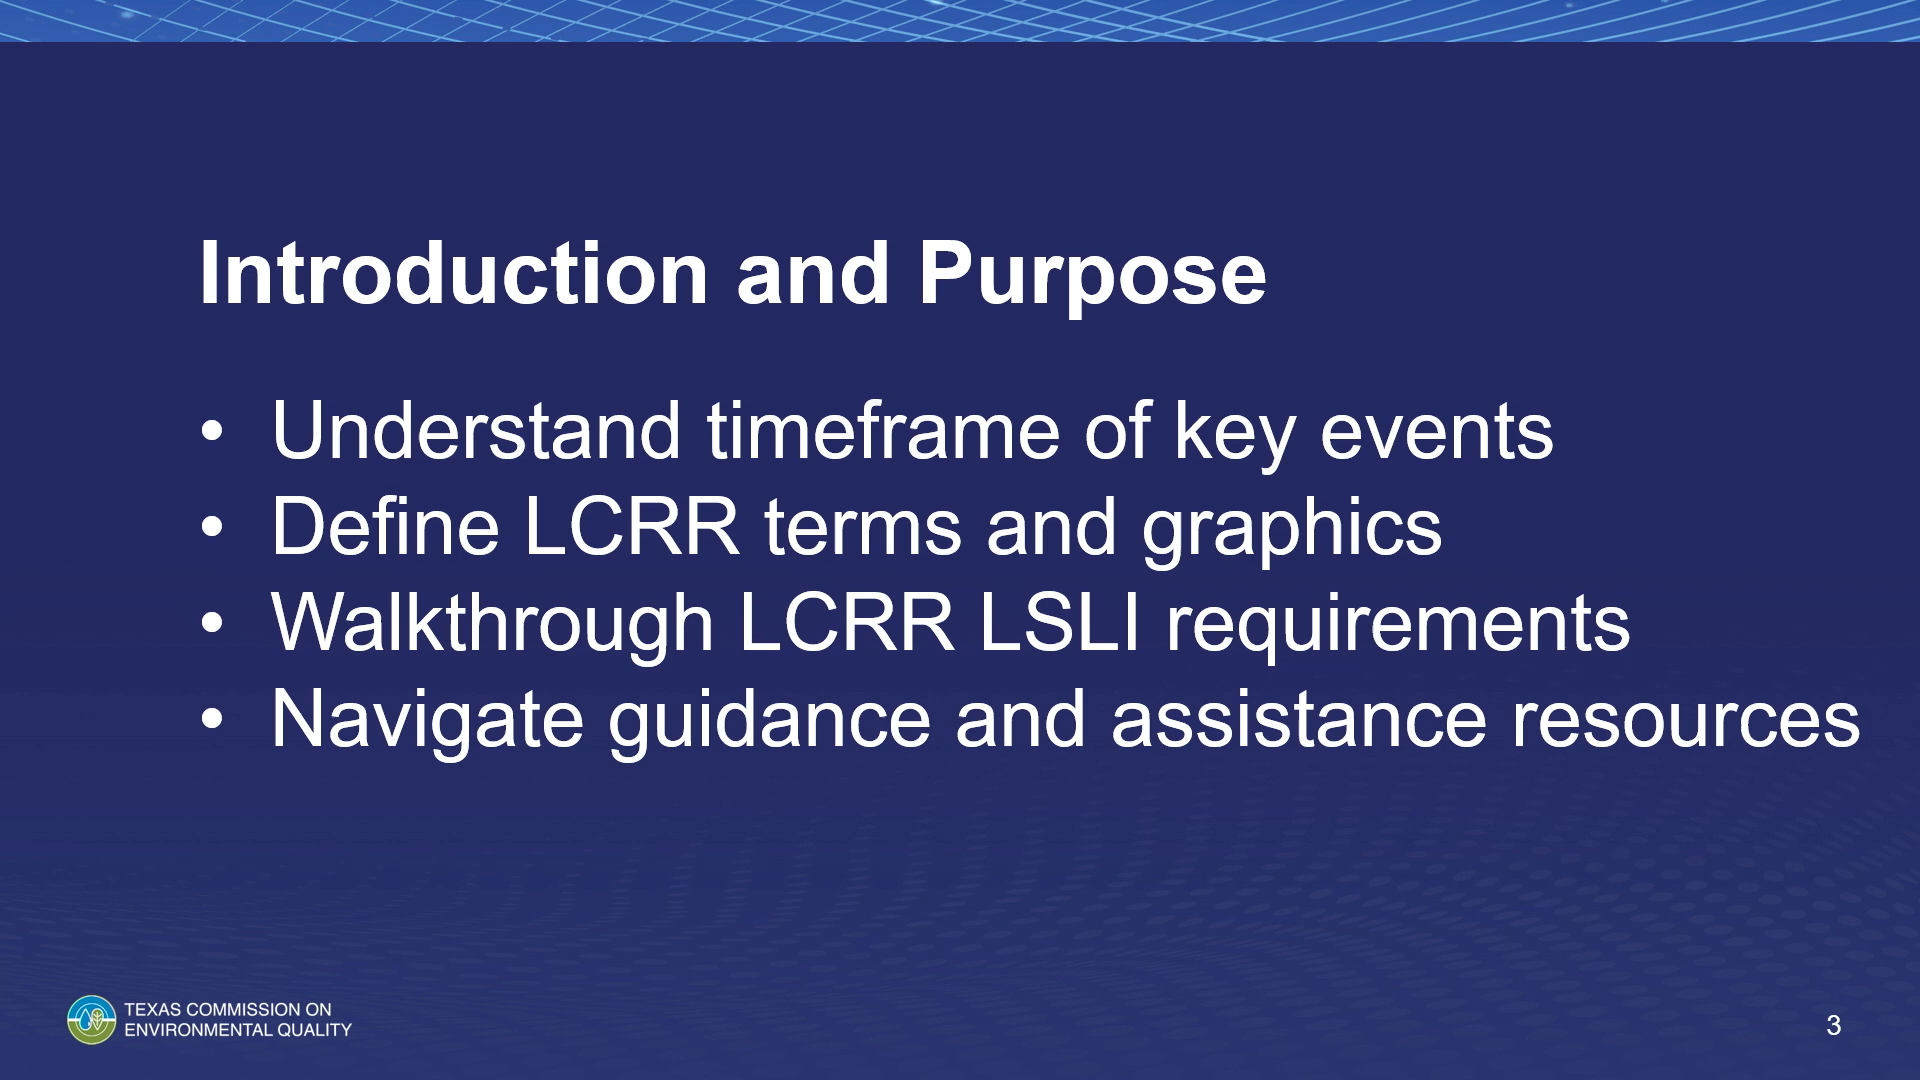 Introduction and Purpose
• Understand timeframe of key events
• Define LCRR terms and graphics
• Walkthrough LCRR LSLI requirements
• Navigate guidance and assistance resources
TEXAS COMMISSION ON
ENVIRONMENTAL QUALITY
3